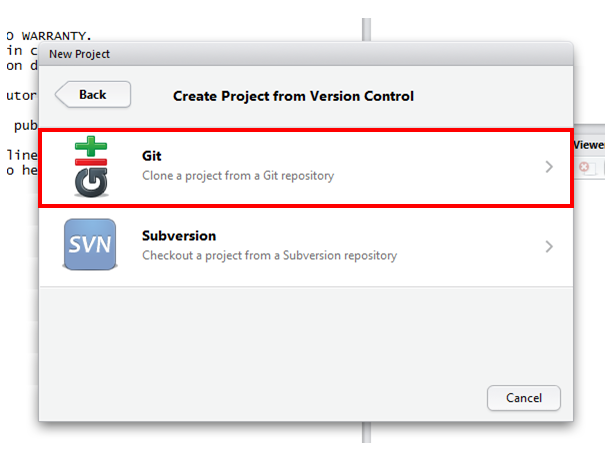 O WARRANTY.
in c
New Project
on d
Back
Create Project from Version Control
utor
pub
Git
Clone a project from a Git repository
line
o he
Viewer
SVN
Subversion
Checkout a project from a Subversion repository
Cancel